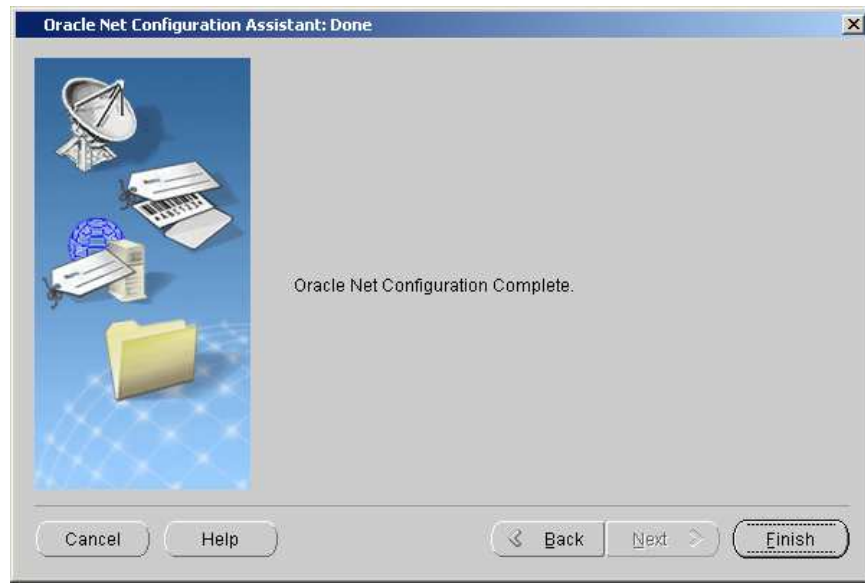 Oracle Net Configuration Assistant: Done
Oracle Net Configuration Complete.
Cancel
Help
Back
Next
Finish